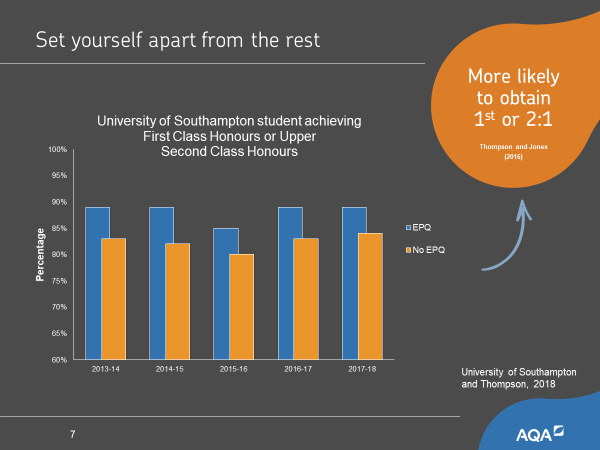 Set yourself apart from the rest
More likely
to obtain
1st or 2:1
Thompson and Jones
(2016)
University of Southampton student achieving
First Class Honours or Upper
Second Class Honours
100%
95%
90%
85%
80%
75%
70%
65%
60%
Percentage
2013-14
2014-15
2015-16
2016-17
2017-18
EPQ
No EPQ
University of Southampton
and Thompson, 2018
7
AQA